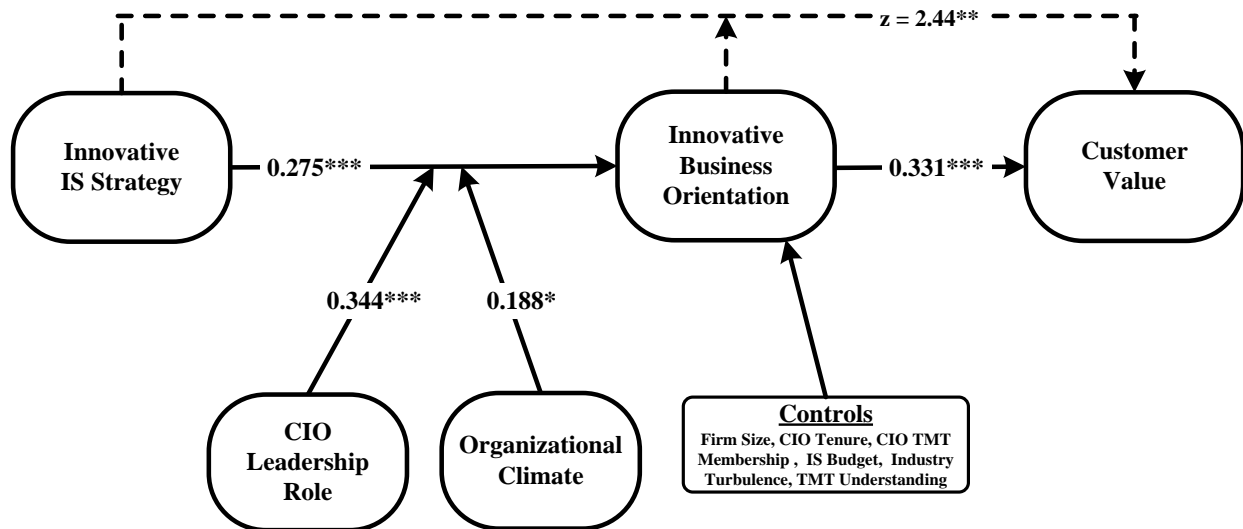 z = 2.44**
Innovative
IS Strategy
0.275***
Innovative
Business
Orientation
0.331***
Customer
Value
0.344***
0.188*
CIO
Leadership
Role
Organizational
Climate
Controls
Firm Size, CIO Tenure, CIO TMT
Membership , IS Budget, Industry
Turbulence, TMT Understanding